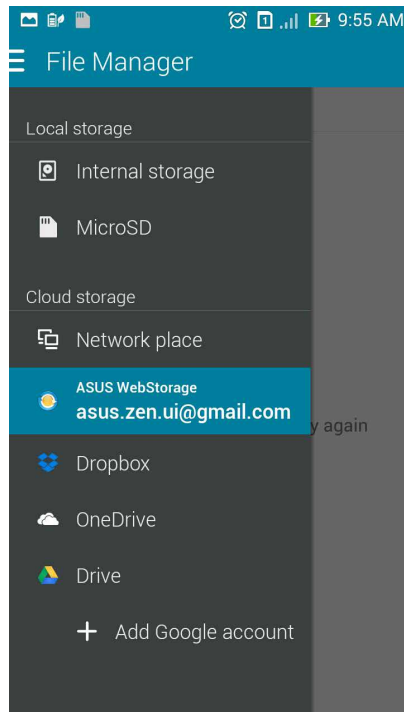 1
9:55 AM
File Manager
Local storage
Internal storage
MicroSD
Cloud storage
Network place
ASUS WebStorage
asus.zen.ui@gmail.com
y again
Dropbox
OneDrive
Drive
+ Add Google account